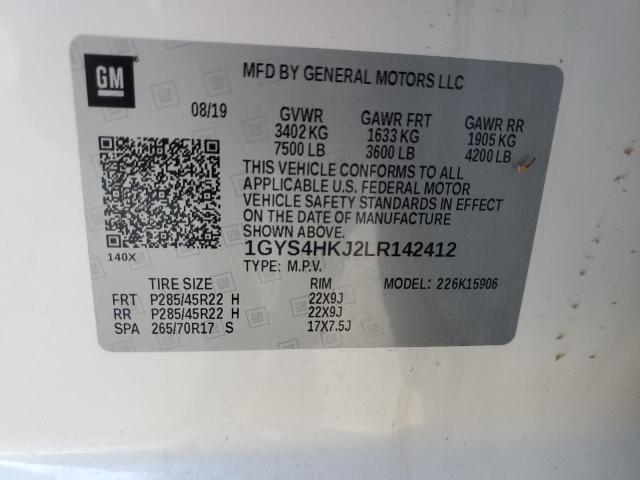 GM
MFD BY GENERAL MOTORS LLC
08/19 GVWR GAWR FRT GAWR RR
3402 KG 1633 KG 1905 KG
7500 LB 3600 LB 4200 LB
THIS VEHICLE CONFORMS TO ALL
APPLICABLE U.S. FEDERAL MOTOR
VEHICLE SAFETY STANDARDS IN EFFECT
ON THE DATE OF MANUFACTURE
SHOWN ABOVE.
140X
1GYS4HKJ2LR142412
TYPE: M.P.V. MODEL: 226K15906
TIRE SIZE RIM
FRT P285/45R22 H 22X9J
RR P285/45R22 H 22X9J
SPA 265/70R17 S 17X7.5J